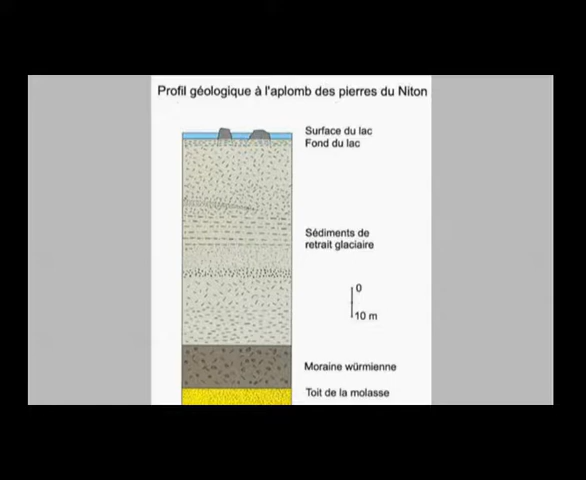 Profil géologique à l'aplomb des pierres du Niton
Surface du lac
Fond du lac
Sédiments de
retrait glaciaire
0
10 m
Moraine würmienne
Toit de la molasse